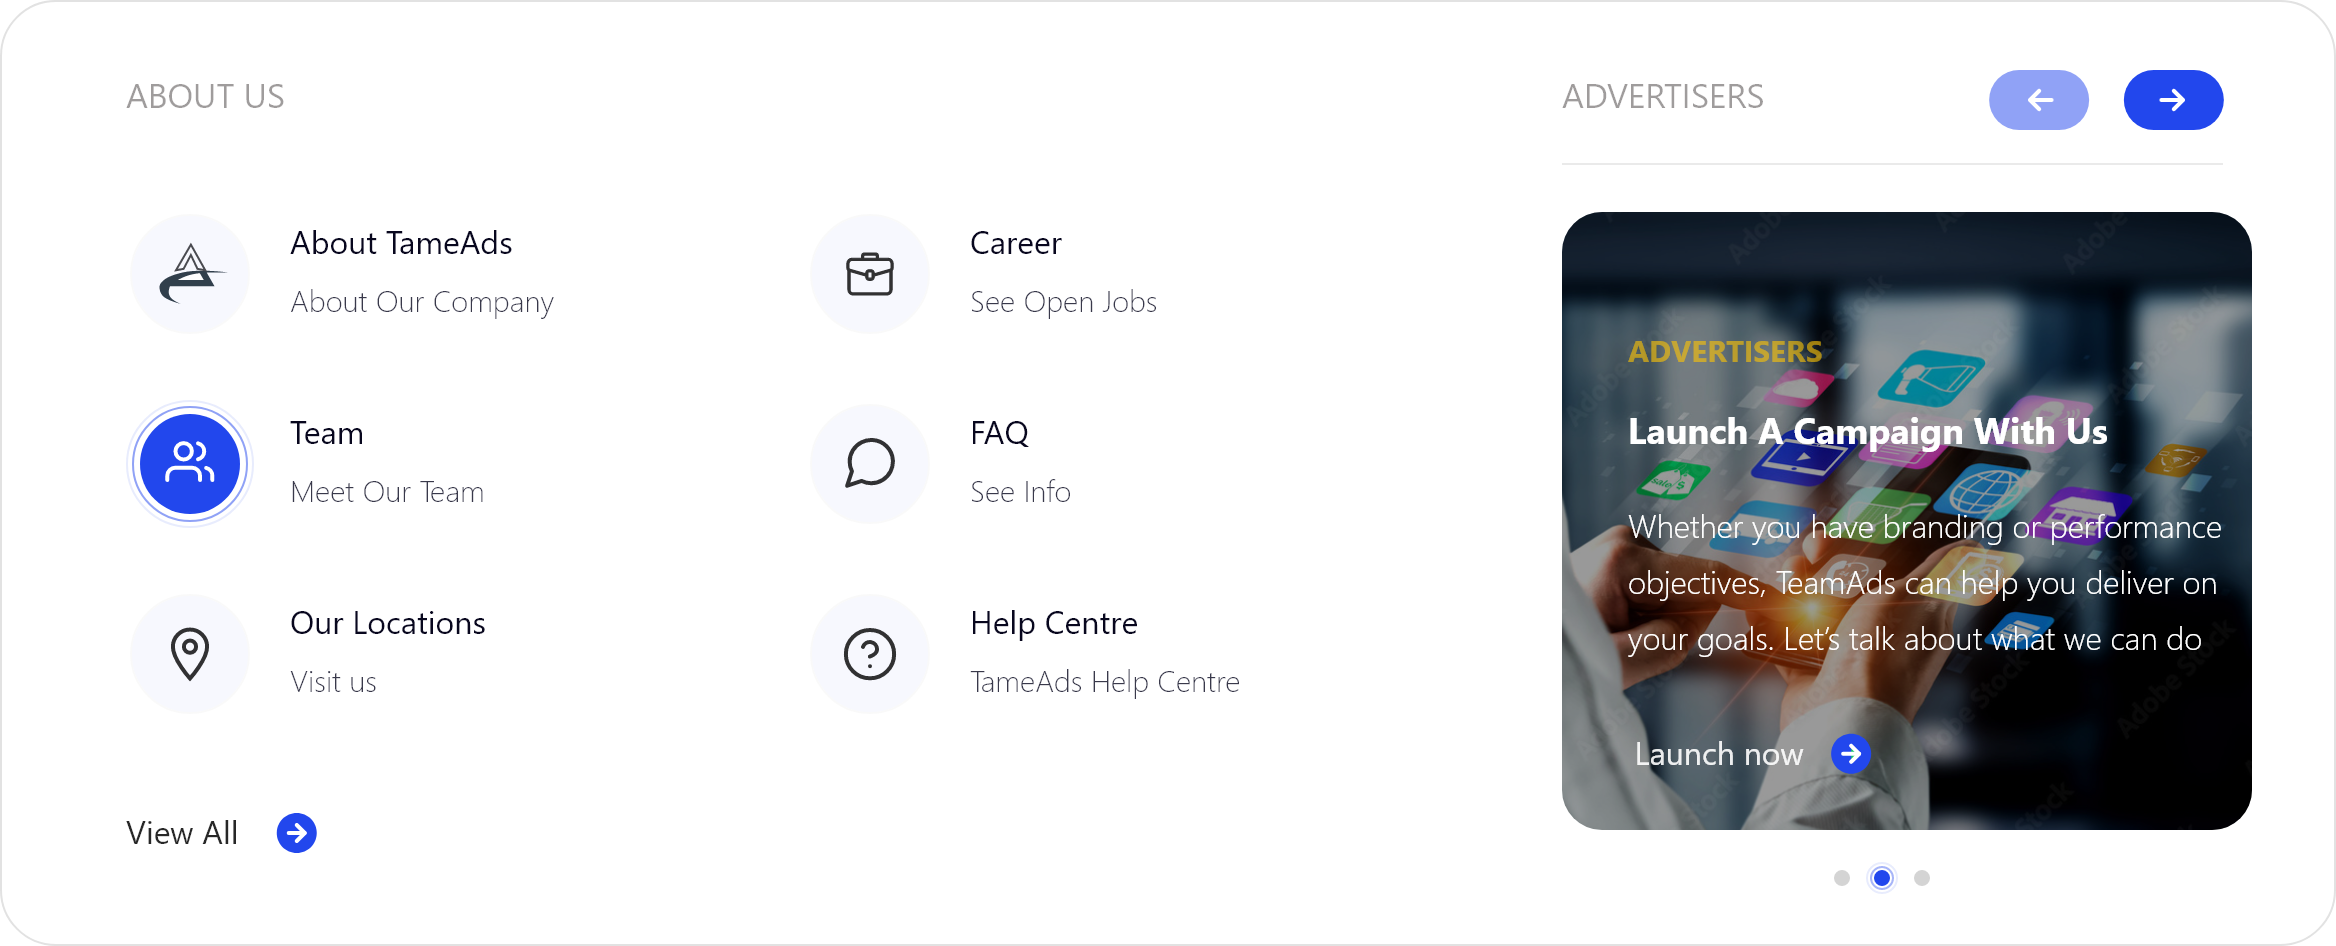 ABOUT US
About TameAds
About Our Company
Career
See Open Jobs
Team
Meet Our Team
FAQ
See Info
Our Locations
Visit us
Help Centre
TameAds Help Centre
View All
ADVERTISERS
ADVERTISERS
Launch A Campaign With Us
Whether you have branding or performance
objectives, TeamAds can help you deliver on
your goals. Let’s talk about what we can do
Launch now
sale $
Adobe Stock